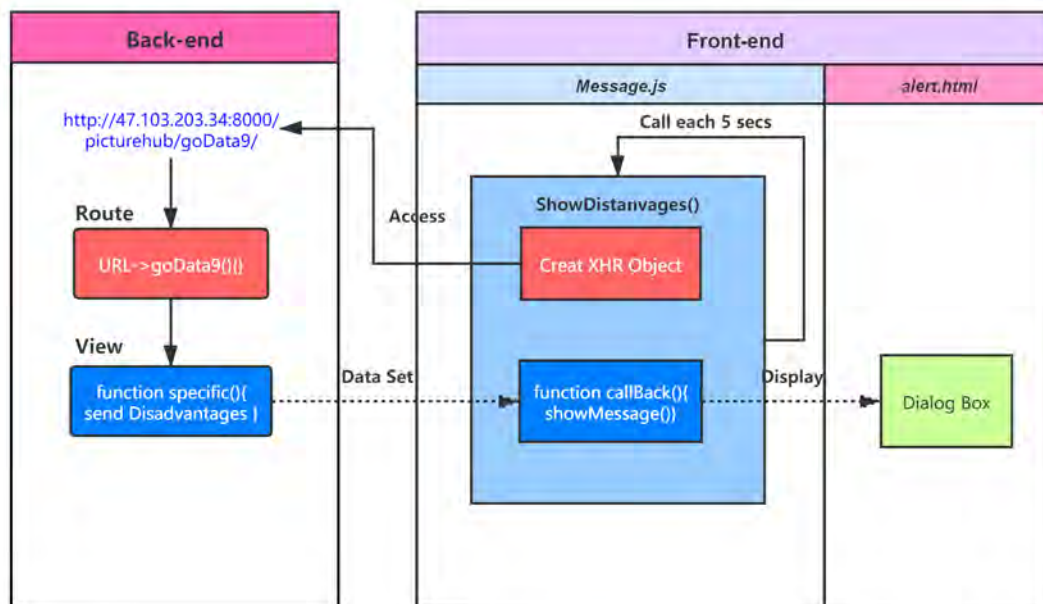 Back-end
http://47.103.203.34:8000/
picturehub/goData9/
Route
URL->goData9()()
View
function specific(){
send Disadvantages }
Access
Data Set
Front-end
Message.js
alert.html
Call each 5 secs
ShowDistanvages()
Creat XHR Object
function callBack(){
showMessage()}
Display
Dialog Box